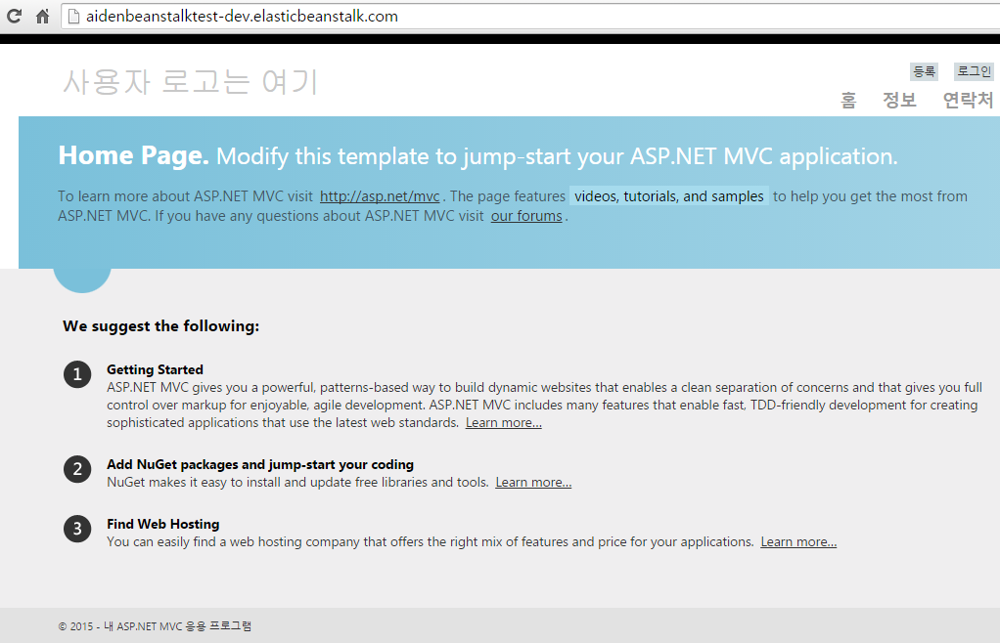 aidenbeanstalktest-dev.elasticbeanstalk.com
등록 로그인
사용자 로고는 여기
홈 정보 연락처
Home Page. Modify this template to jump-start your ASP.NET MVC application.
To learn more about ASP.NET MVC visit http://asp.net/mvc. The page features videos, tutorials, and samples to help you get the most from
ASP.NET MVC. If you have any questions about ASP.NET MVC visit our forums.
We suggest the following:
1 Getting Started
ASP.NET MVC gives you a powerful, patterns-based way to build dynamic websites that enables a clean separation of concerns and that gives you full
control over markup for enjoyable, agile development. ASP.NET MVC includes many features that enable fast, TDD-friendly development for creating
sophisticated applications that use the latest web standards. Learn more...
2 Add NuGet packages and jump-start your coding
NuGet makes it easy to install and update free libraries and tools. Learn more...
3 Find Web Hosting
You can easily find a web hosting company that offers the right mix of features and price for your applications. Learn more...
© 2015 - 내 ASP.NET MVC 응용 프로그램